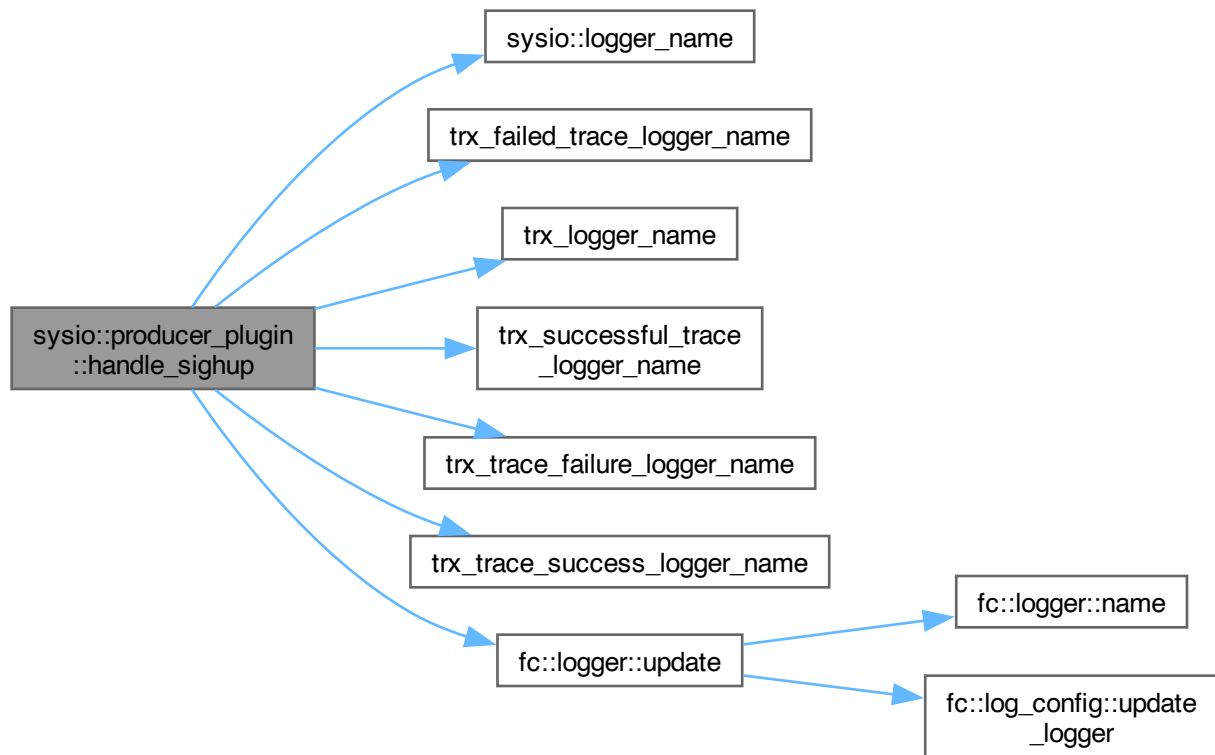 sysio::logger_name
trx_failed_trace_logger_name
trx_logger_name
sysio::producer_plugin
::handle_sighup
trx_successful_trace
_logger_name
trx_trace_failure_logger_name
trx_trace_success_logger_name
fc::logger::update
fc::logger::name
fc::log_config::update
_logger